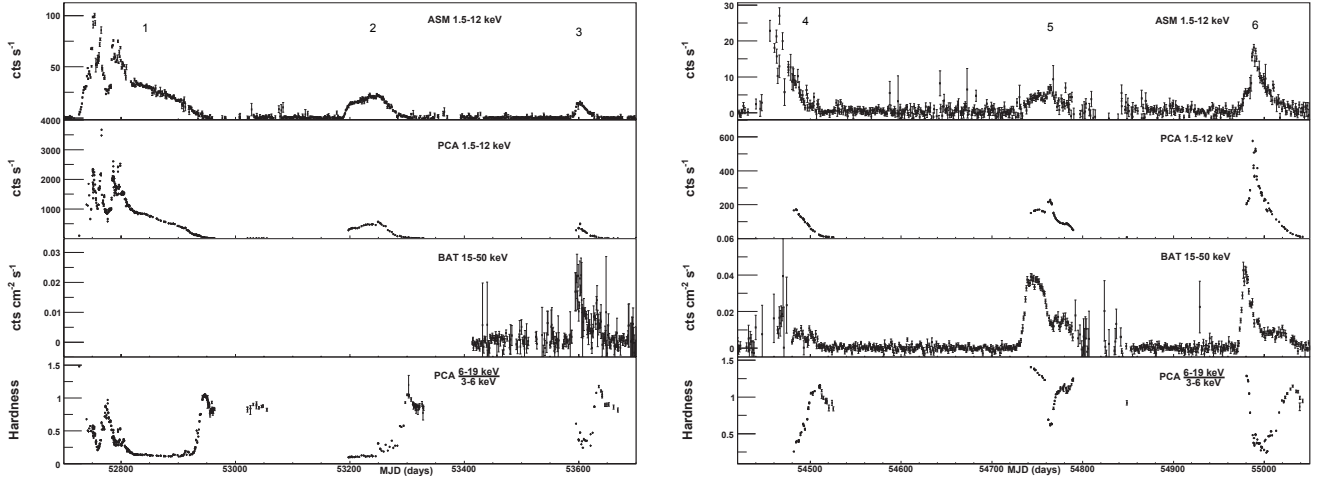 1 2 3
ASM 1.5-12 keV
cts s⁻¹
100
50
0
PCA 1.5-12 keV
cts s⁻¹
4000
3000
2000
1000
BAT 15-50 keV
cts cm⁻² s⁻¹
0.03
0.02
0.01
0
PCA 6-19 keV
3-6 keV
Hardness
1.5
1
0.5
0
52800 53000 53200 53400 53600
MJD (days)
4 5 6
ASM 1.5-12 keV
cts s⁻¹
30
20
10
0
PCA 1.5-12 keV
cts s⁻¹
600
400
200
BAT 15-50 keV
cts cm⁻² s⁻¹
0.06
0.04
0.02
0
PCA 6-19 keV
3-6 keV
Hardness
1.5
1
0.5
54500 54600 54700 54800 54900 55000
MJD (days)